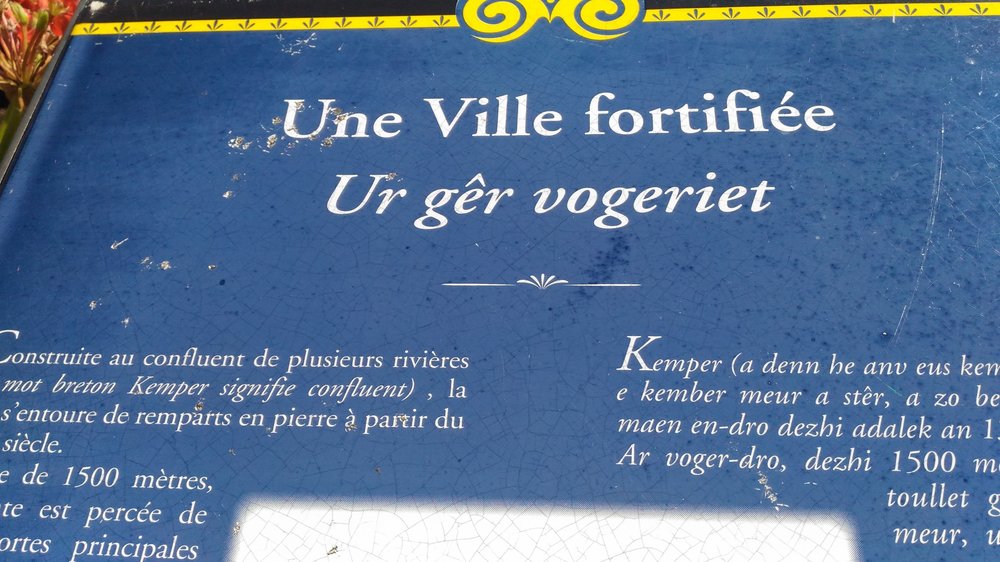 Une Ville fortifiée
Ur gêr vogeriet
Construite au confluent de plusieurs rivières
mot breton Kemper signifie confluent) , la
s'entoure de remparts en pierre à partir du
siècle.
de 1500 mètres,
est percée de
principales
Kemper (a denn he anv eus
e kember meur a stêr, a zo
maen en-dro dezhi adalek an
Ar voger-dro, dezhi 1500
toullet
meur,